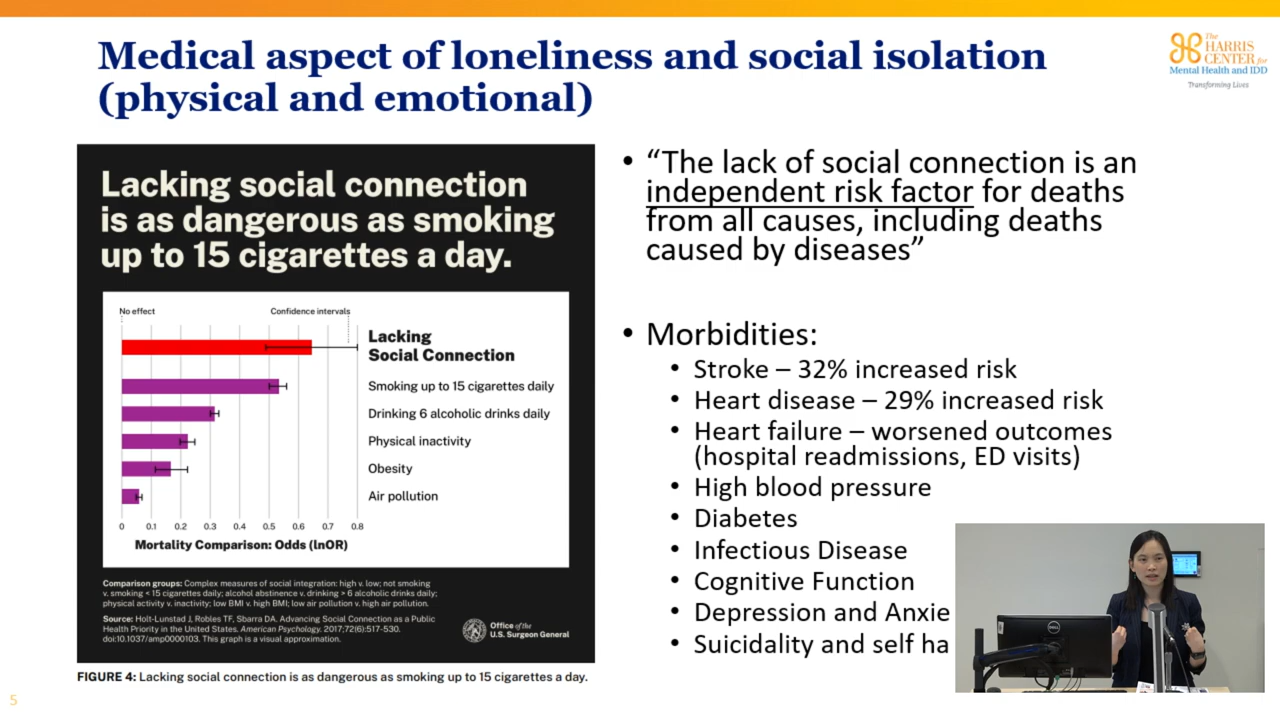 Medical aspect of loneliness and social isolation
(physical and emotional)
The
HARRIS
CENTER for
Mental Health and IDD
Transforming Lives
Lacking social connection
is as dangerous as smoking
up to 15 cigarettes a day.
No effect
Confidence intervals
Lacking
Social Connection
Smoking up to 15 cigarettes daily
Drinking 6 alcoholic drinks daily
Physical inactivity
Obesity
Air pollution
0 0.1 0.2 0.3 0.4 0.5 0.6 0.7 0.8
Mortality Comparison: Odds (lnOR)
Comparison groups: Complex measures of social integration: high v. low; not smoking
v. smoking < 15 cigarettes daily; alcohol abstinence v. drinking > 6 alcoholic drinks daily;
physical activity v. inactivity; low BMI v. high BMI; low air pollution v. high air pollution.
Source: Holt-Lunstad J, Robles TF, Sbarra DA. Advancing Social Connection as a Public
Health Priority in the United States. American Psychology. 2017;72(6):517-530.
doi:10.1037/amp0000103. This graph is a visual approximation.
Office of the
U.S. Surgeon General
FIGURE 4: Lacking social connection is as dangerous as smoking up to 15 cigarettes a day.
• “The lack of social connection is an
independent risk factor for deaths
from all causes, including deaths
caused by diseases”
• Morbidities:
• Stroke – 32% increased risk
• Heart disease – 29% increased risk
• Heart failure – worsened outcomes
(hospital readmissions, ED visits)
• High blood pressure
• Diabetes
• Infectious Disease
• Cognitive Function
• Depression and Anxie
• Suicidality and self ha
DELL
5